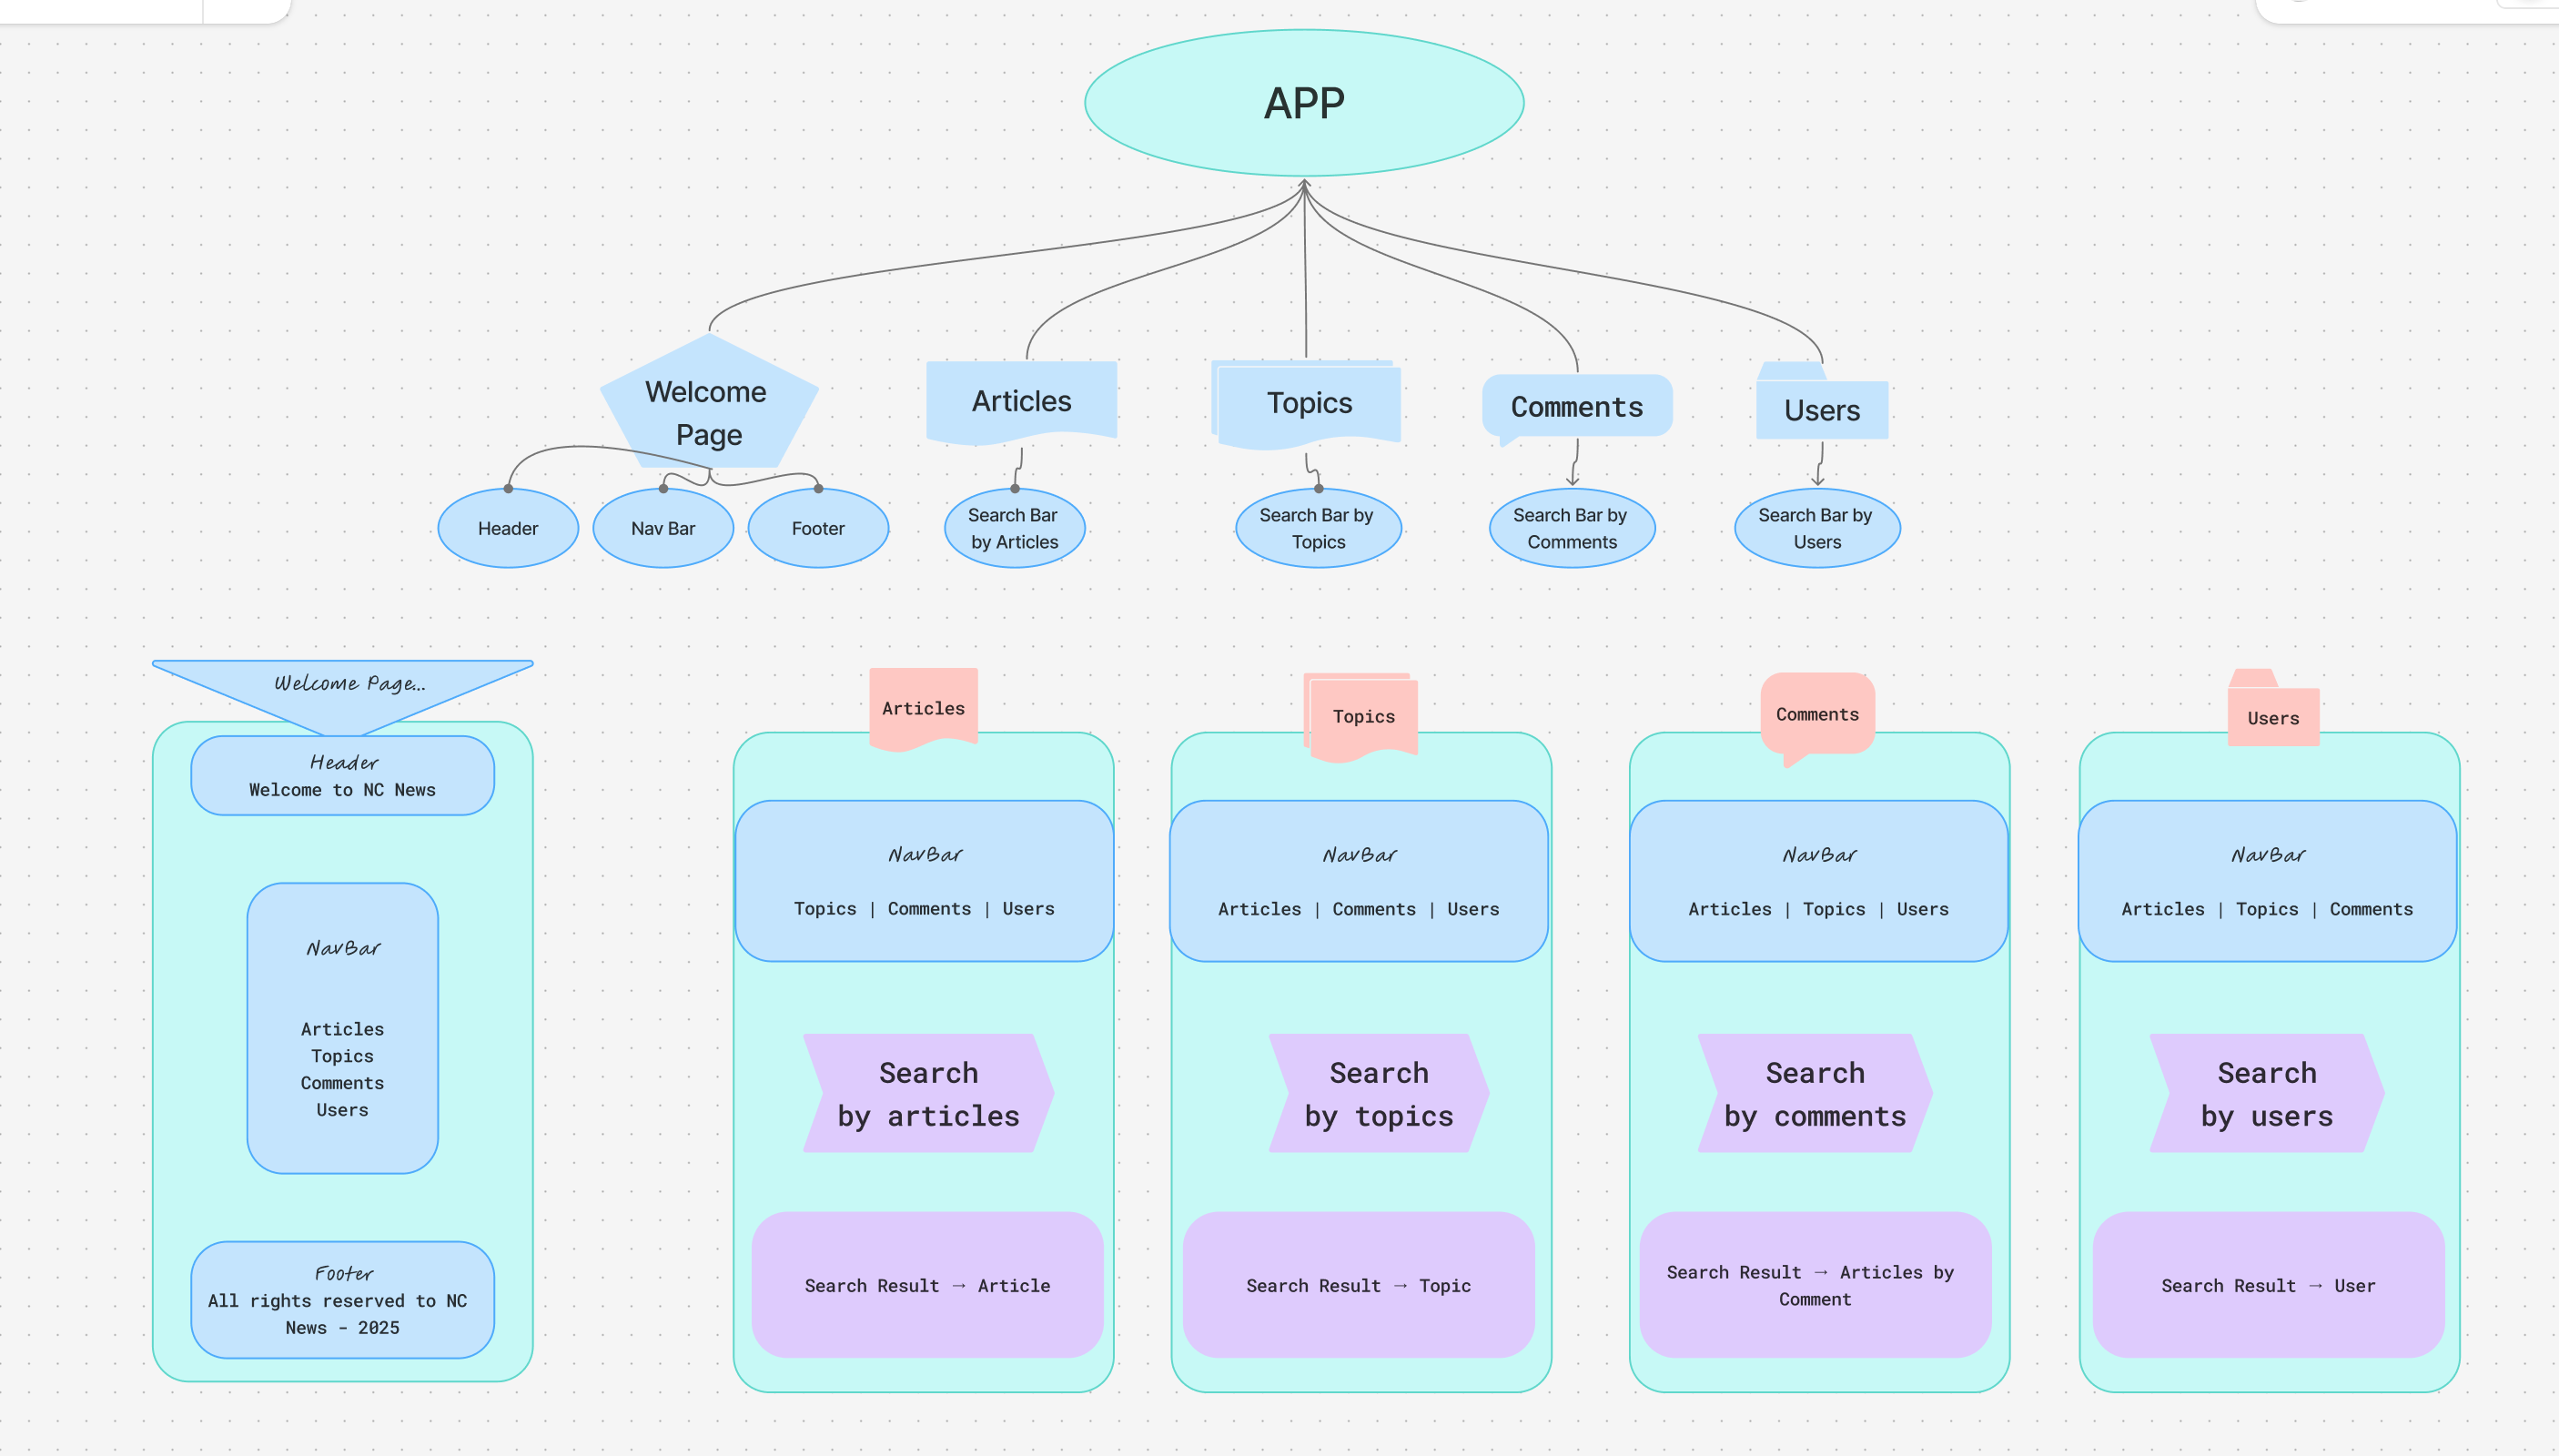 APP
Welcome
Page
Articles
Topics
Comments
Users
Header
Nav Bar
Footer
Search Bar
by Articles
Search Bar by
Topics
Search Bar by
Comments
Search Bar by
Users
Welcome Page...
Header
Welcome to NC News
NavBar
Articles
Topics
Comments
Users
Footer
All rights reserved to NC
News - 2025
Articles
NavBar
Topics | Comments | Users
Search
by articles
Search Result → Article
Topics
NavBar
Articles | Comments | Users
Search
by topics
Search Result → Topic
Comments
NavBar
Articles | Topics | Users
Search
by comments
Search Result → Articles by
Comment
Users
NavBar
Articles | Topics | Comments
Search
by users
Search Result → User